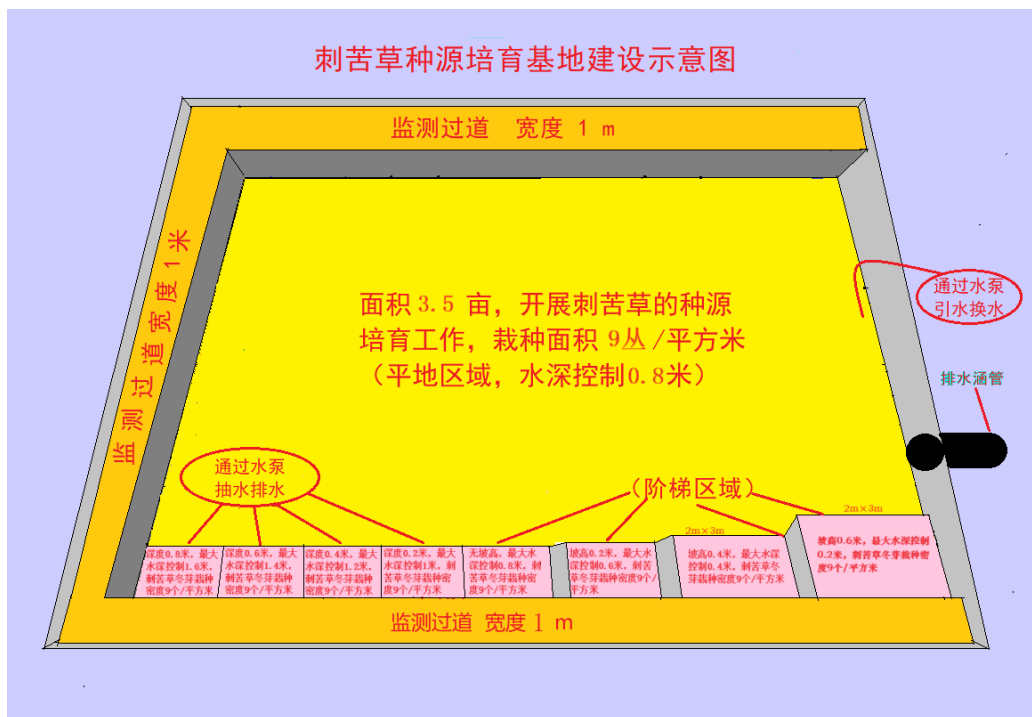 刺苦草种源培育基地建设示意图
监测过道 宽度 1 m
监测过道宽度1米
面积3.5 亩，开展刺苦草的种源
培育工作，栽种面积 9丛/平方米
（平地区域，水深控制0.8米）
通过水泵
引水换水
排水涵管
通过水泵
抽水排水
（阶梯区域）
2m×3m
2m×3m
深度0.8米，最大
水深控制1.6米，
刺苦草冬芽栽种
密度9个/平方米
深度0.6米，最大
水深控制1.4米，
刺苦草冬芽栽种
密度9个/平方米
深度0.4米，最大
水深控制1.2米，
刺苦草冬芽栽种
密度9个/平方米
深度0.2米，最大
水深控制1米，刺
苦草冬芽栽种密
度9个/平方米
无坡高，最大水
深控制0.8米，刺
苦草冬芽栽种密
度9个/平方米
坡高0.2米，最大水
深控制0.6米，刺苦
草冬芽栽种密度9个/
平方米
坡高0.4米，最大水深
控制0.4米，刺苦草冬
芽栽种密度9个/平方米
坡高0.6米，最大水深控制
0.2米，刺苦草冬芽栽种密
度9个/平方米
监测过道 宽度1 m